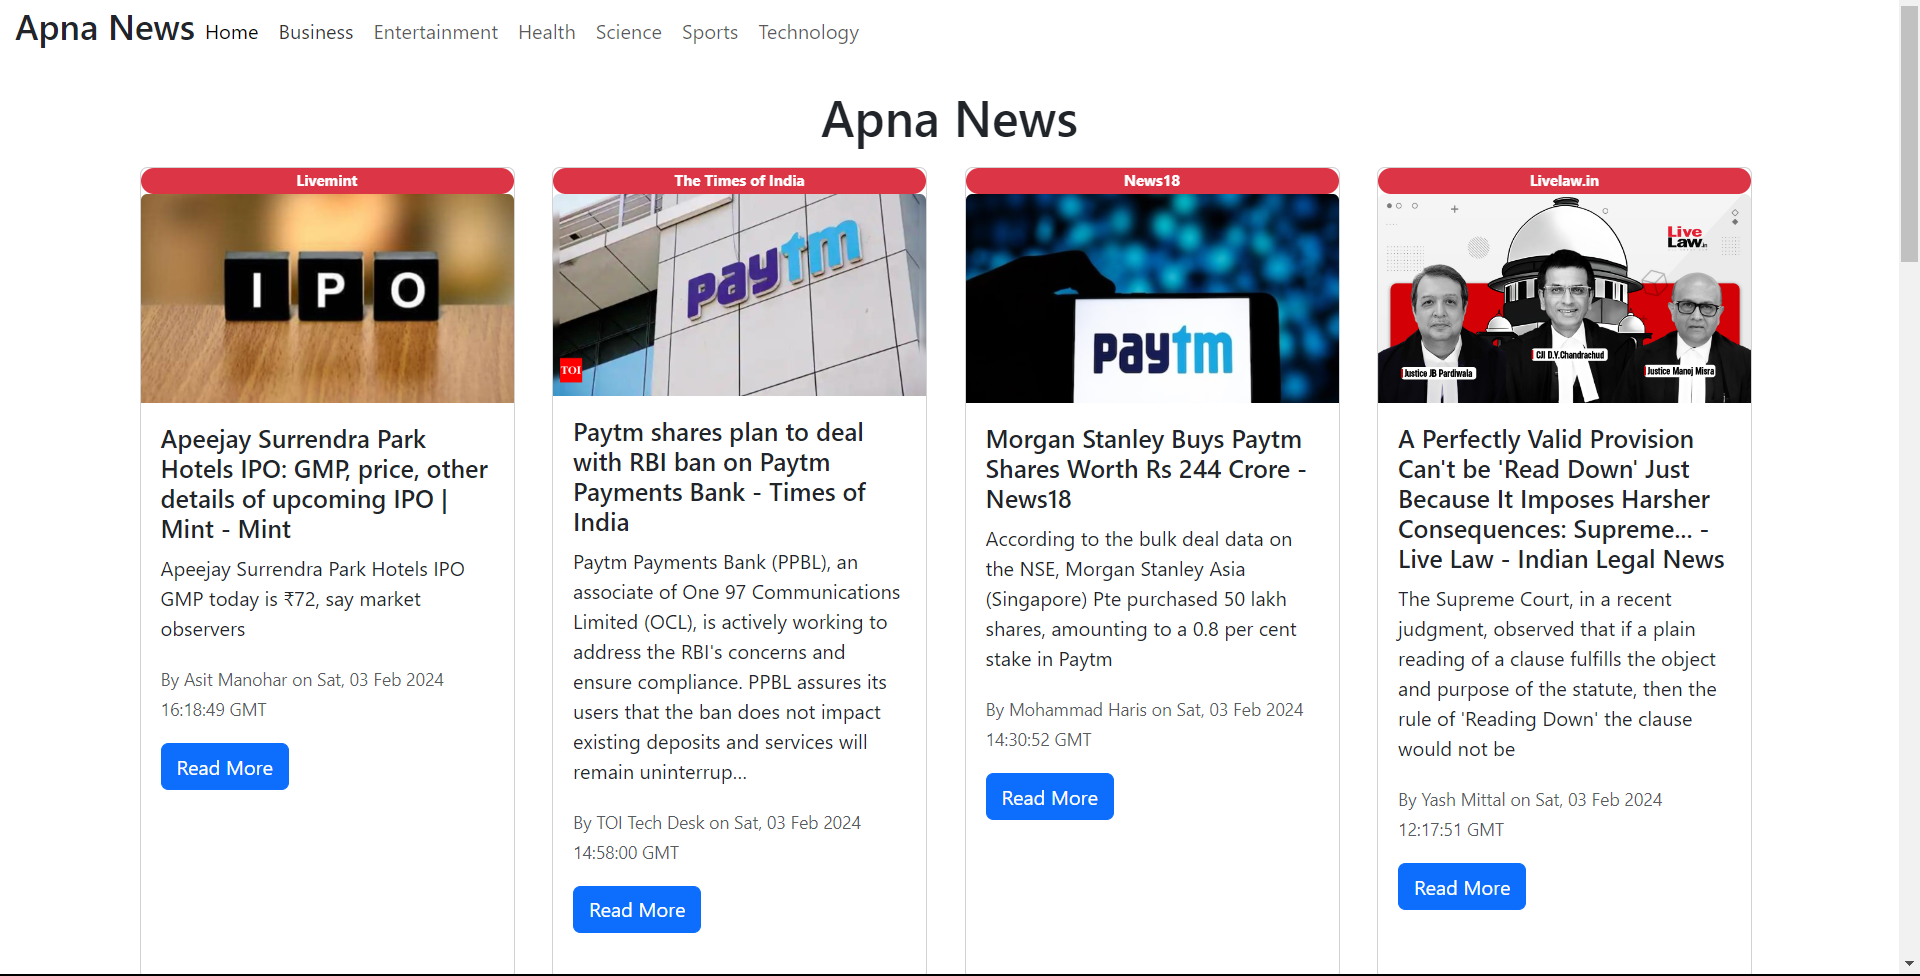 Apna News Home Business Entertainment Health Science Sports Technology
Apna News
Livemint
I P O
Apeejay Surrendra Park
Hotels IPO: GMP, price, other
details of upcoming IPO |
Mint - Mint
Apeejay Surrendra Park Hotels IPO
GMP today is ₹72, say market
observers
By Asit Manohar on Sat, 03 Feb 2024
16:18:49 GMT
Read More
The Times of India
paytm
TOI
Paytm shares plan to deal
with RBI ban on Paytm
Payments Bank - Times of
India
Paytm Payments Bank (PPBL), an
associate of One 97 Communications
Limited (OCL), is actively working to
address the RBI's concerns and
ensure compliance. PPBL assures its
users that the ban does not impact
existing deposits and services will
remain uninterrup...
By TOI Tech Desk on Sat, 03 Feb 2024
14:58:00 GMT
Read More
News18
paytm
Morgan Stanley Buys Paytm
Shares Worth Rs 244 Crore -
News18
According to the bulk deal data on
the NSE, Morgan Stanley Asia
(Singapore) Pte purchased 50 lakh
shares, amounting to a 0.8 per cent
stake in Paytm
By Mohammad Haris on Sat, 03 Feb 2024
14:30:52 GMT
Read More
Livelaw.in
Live
Law.in
CJI D.Y.Chandrachud
Justice JB Pardiwala
Justice Manoj Misra
A Perfectly Valid Provision
Can't be 'Read Down' Just
Because It Imposes Harsher
Consequences: Supreme... -
Live Law - Indian Legal News
The Supreme Court, in a recent
judgment, observed that if a plain
reading of a clause fulfills the object
and purpose of the statute, then the
rule of 'Reading Down' the clause
would not be
By Yash Mittal on Sat, 03 Feb 2024
12:17:51 GMT
Read More